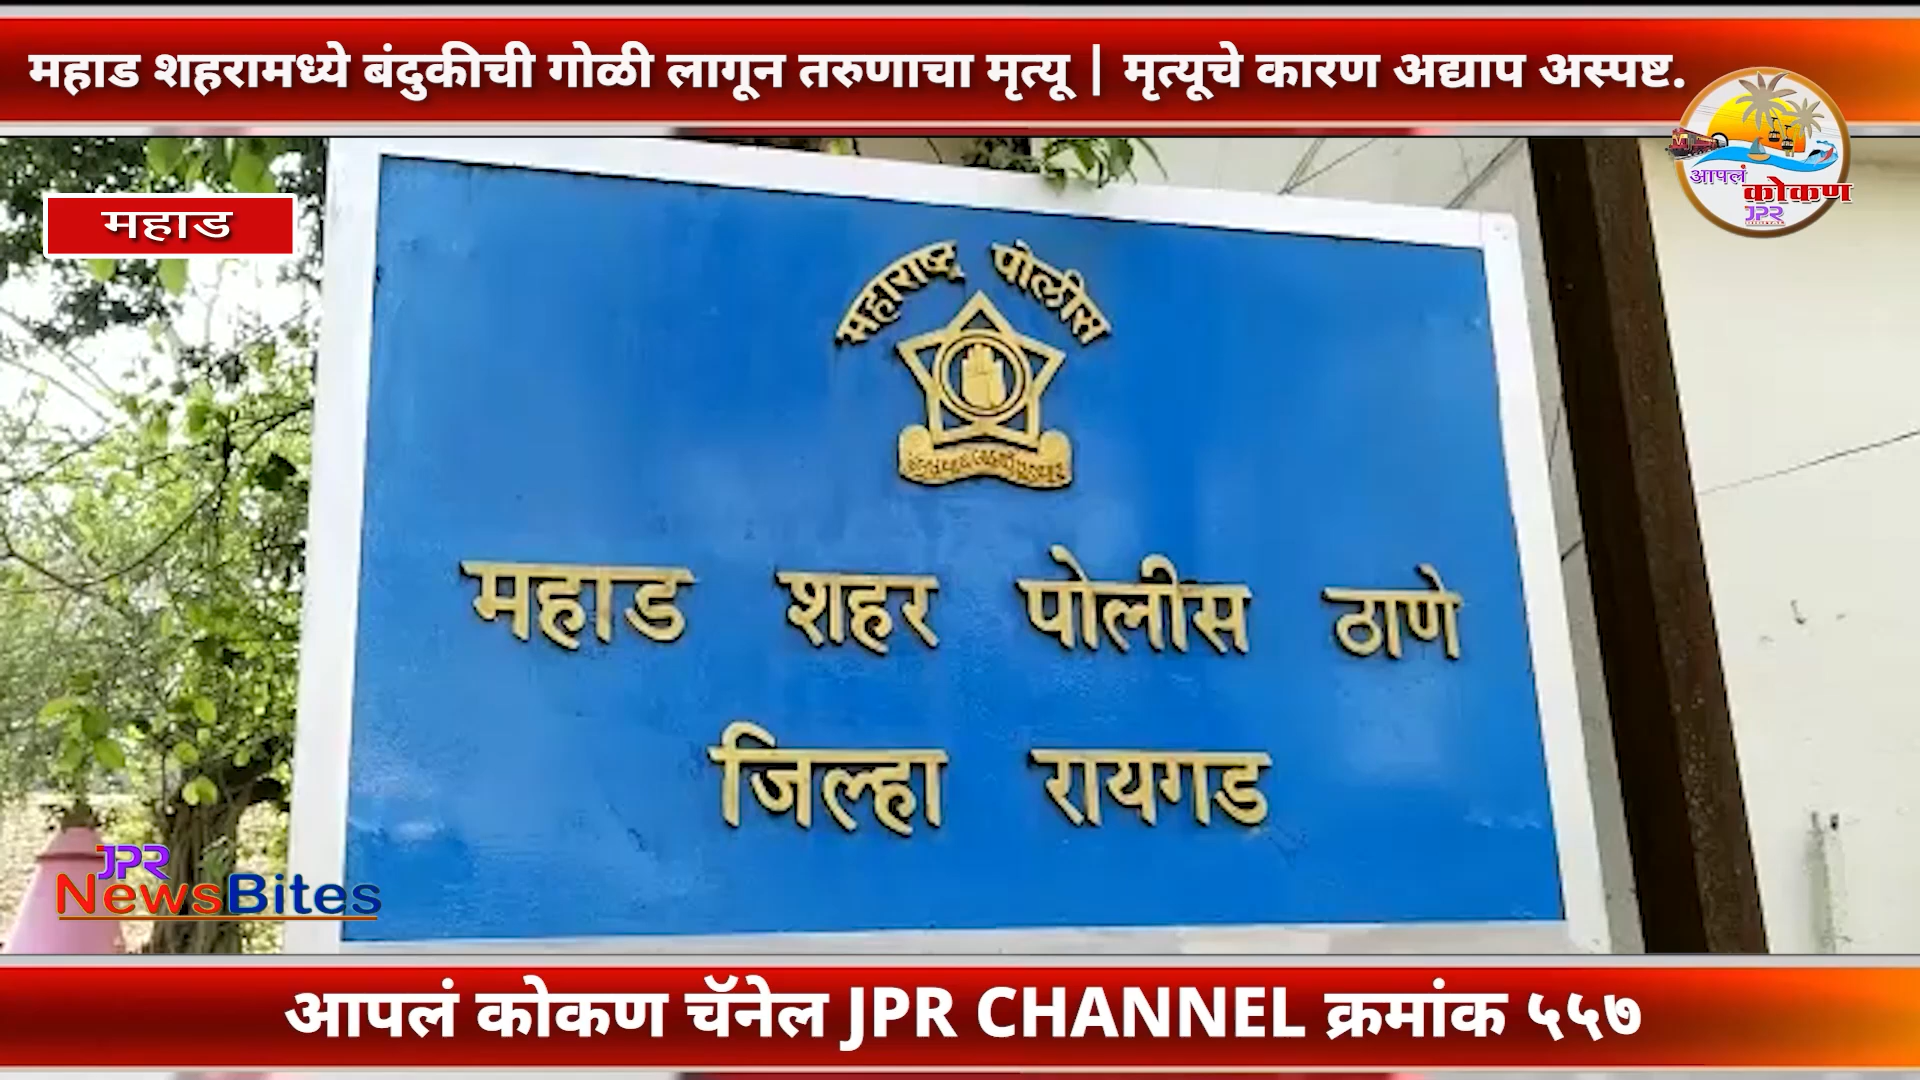 महाड शहरामध्ये बंदुकीची गोळी लागून तरुणाचा मृत्यू | मृत्यूचे कारण अद्याप अस्पष्ट.
आपलं
कोकण
JPR
महाड
महाराष्ट्र पोलीस
महाड शहर पोलीस ठाणे
जिल्हा रायगड
JPR
NewsBites
आपलं कोकण चॅनेल JPR CHANNEL क्रमांक ५५७